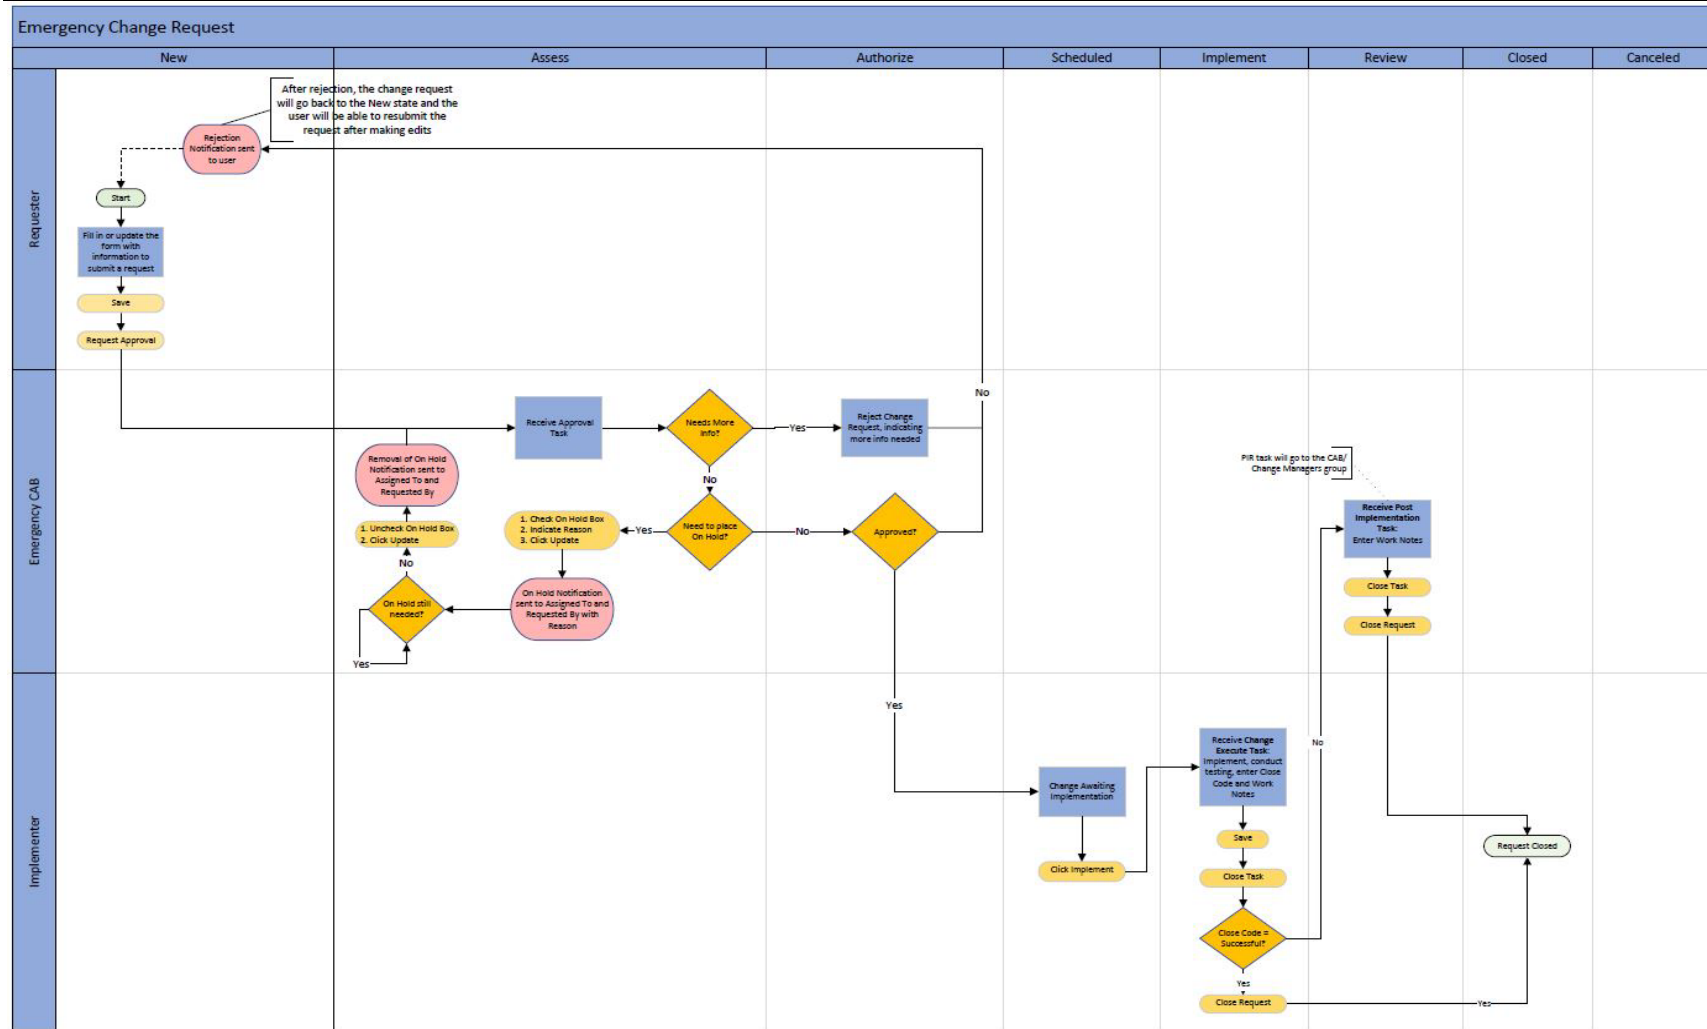 Emergency Change Request
New
Assess
Authorize
Scheduled
Implement
Review
Closed
Canceled
Requester
After rejection, the change request
will go back to the New state and the
user will be able to resubmit the
request after making edits
Rejection
Notification sent
to user
Start
Fill in or update the
form with
information to
submit a request
Save
Request Approval
No
Emergency CAB
Receive Approval
Task
Needs More
Info?
Yes
Reject Change
Request, indicating
more info needed
No
Removal of On Hold
Notification sent to
Assigned To and
Requested By
1. Uncheck On Hold Box
2. Click Update
No
On Hold still
needed?
Yes
1. Check On Hold Box
2. Indicate Reason
3. Click Update
Yes
Need to place
On Hold?
No
Approved?
On Hold Notification
sent to Assigned To and
Requested By with
Reason
PIR task will go to the CAB/
Change Managers group
Receive Post
Implementation
Task:
Enter Work Notes
Close Task
Close Request
Implementer
Yes
Change Awaiting
Implementation
Click Implement
Receive Change
Execute Task:
Implement, conduct
testing, enter Close
Code and Work
Notes
Save
Close Task
Close Code =
Successful?
No
Yes
Close Request
Yes
Request Closed